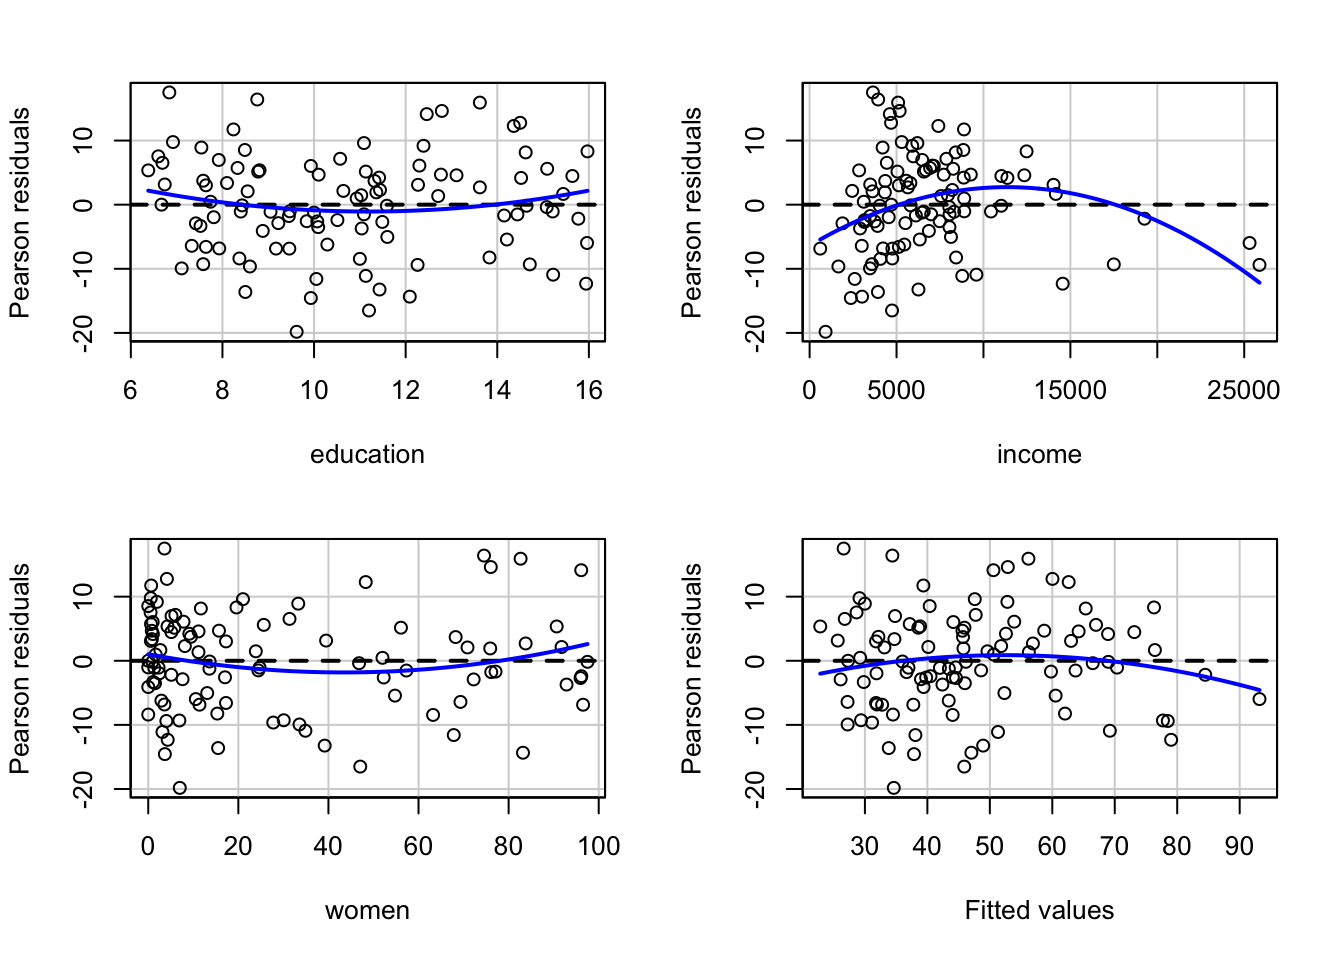 Pearson residuals
-20 -10 0 10
6 8 10 12 14 16
education
Pearson residuals
-20 -10 0 10
0 5000 15000 25000
income
Pearson residuals
-20 -10 0 10
0 20 40 60 80 100
women
Pearson residuals
-20 -10 0 10
30 40 50 60 70 80 90
Fitted values